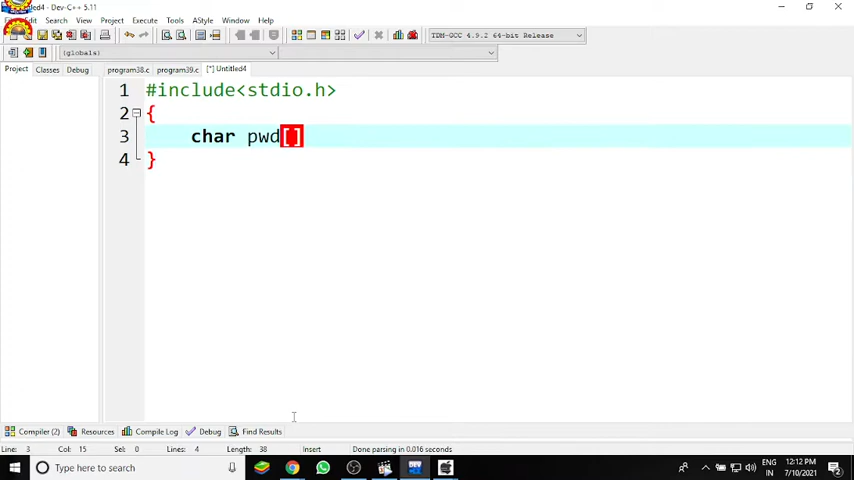 Untitled4 - Dev-C++ 5.11
Search View Project Execute Tools AStyle Window Help
TDM-GCC 4.9.2 64-bit Release
(globals)
Project Classes Debug program38.c program39.c [*] Untitled4
1 #include<stdio.h>
2 {
3 char pwd[]
4 }
Compiler (2) Resources Compile Log Debug Find Results
Line: 3 Col: 15 Sel: 0 Lines: 4 Length: 38 Insert Done parsing in 0.016 seconds
Type here to search
ENG
IN
12:12 PM
7/10/2021
2